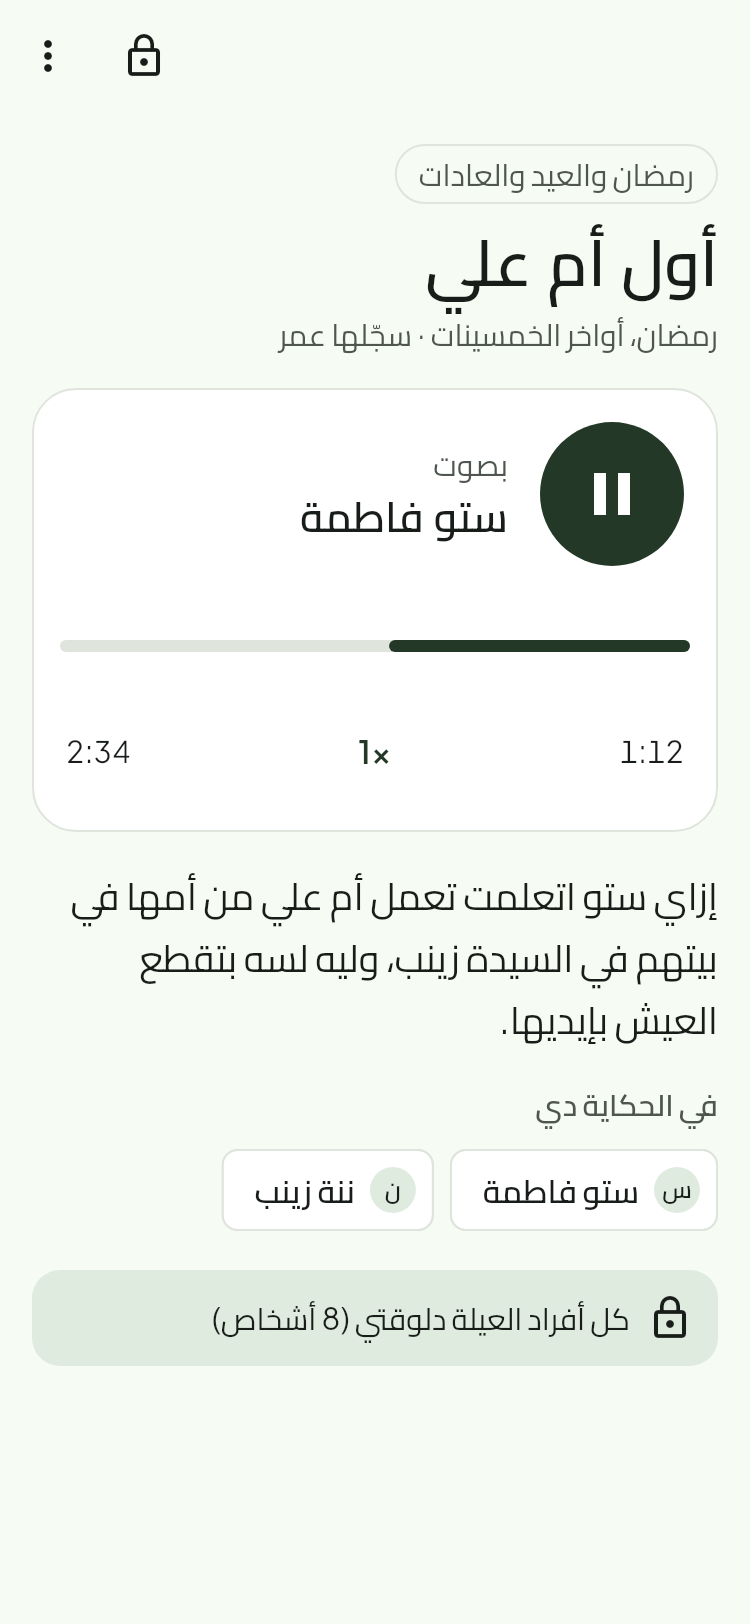 رمضان والعيد والعادات
أول أم علي
رمضان، أواخر الخمسينات · سجّلها عمر
بصوت
ستو فاطمة
1:12
1×
2:34
إزاي ستو اتعلمت تعمل أم علي من أمها في
بيتهم في السيدة زينب، وليه لسه بتقطع
العيش بإيديها.
في الحكاية دي
س ستو فاطمة
ن ننة زينب
كل أفراد العيلة دلوقتي (8 أشخاص)